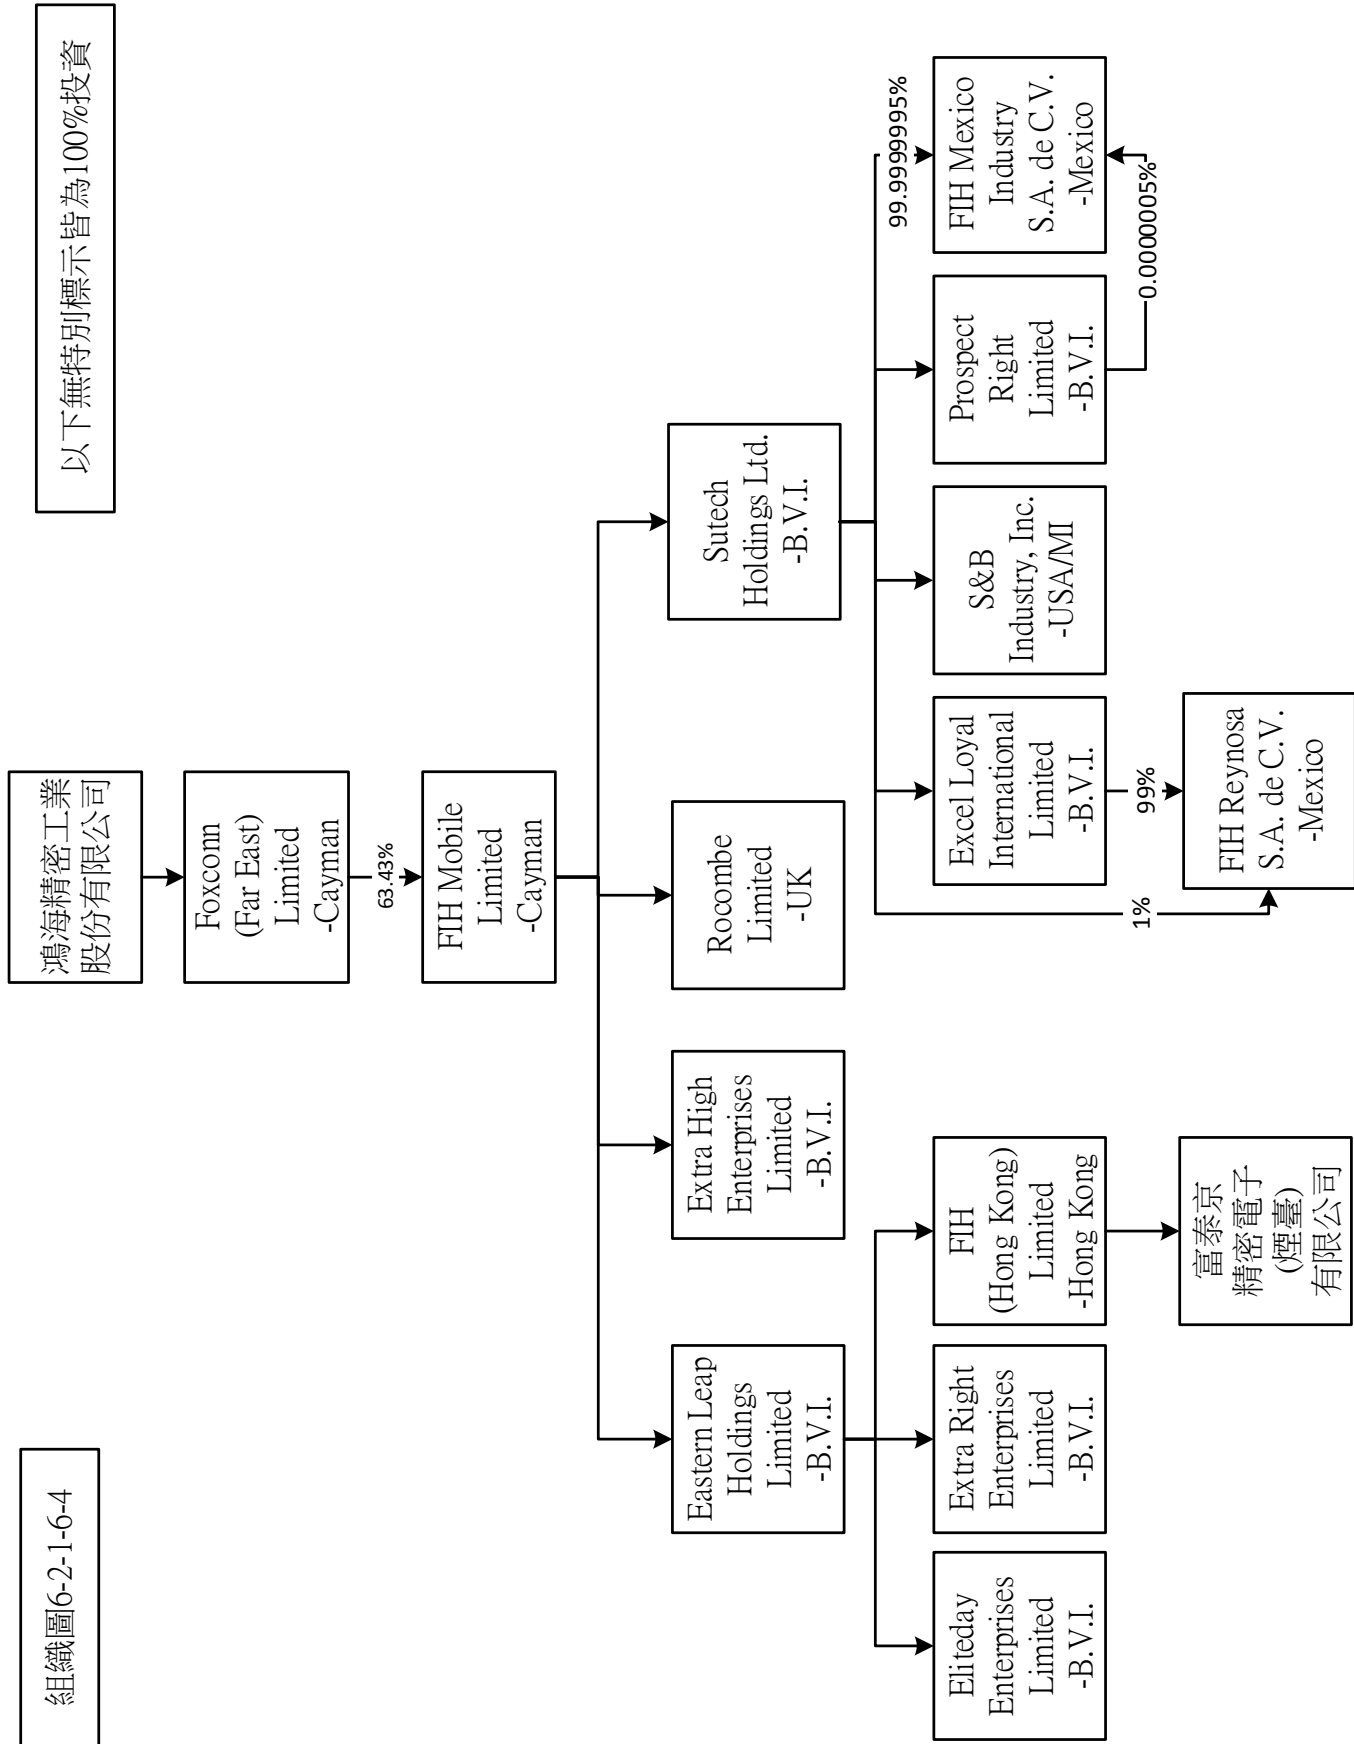 組織圖6-2-1-6-4
以下無特別標示皆為100%投資
鴻海精密工業
股份有限公司
Foxconn
(Far East)
Limited
-Cayman
63.43%
FIH Mobile
Limited
-Cayman
Eastern Leap
Holdings
Limited
-B.V.I.
Extra High
Enterprises
Limited
-B.V.I.
Rocombe
Limited
-UK
Sutech
Holdings Ltd.
-B.V.I.
Eliteday
Enterprises
Limited
-B.V.I.
Extra Right
Enterprises
Limited
-B.V.I.
FIH
(Hong Kong)
Limited
-Hong Kong
Excel Loyal
International
Limited
-B.V.I.
S&B
Industry, Inc.
-USA/MI
Prospect
Right
Limited
-B.V.I.
99.9999995%
FIH Mexico
Industry
S.A. de C.V.
-Mexico
0.0000005%
1%
99%
富泰京
精密電子
(煙臺)
有限公司
FIH Reynosa
S.A. de C.V.
-Mexico